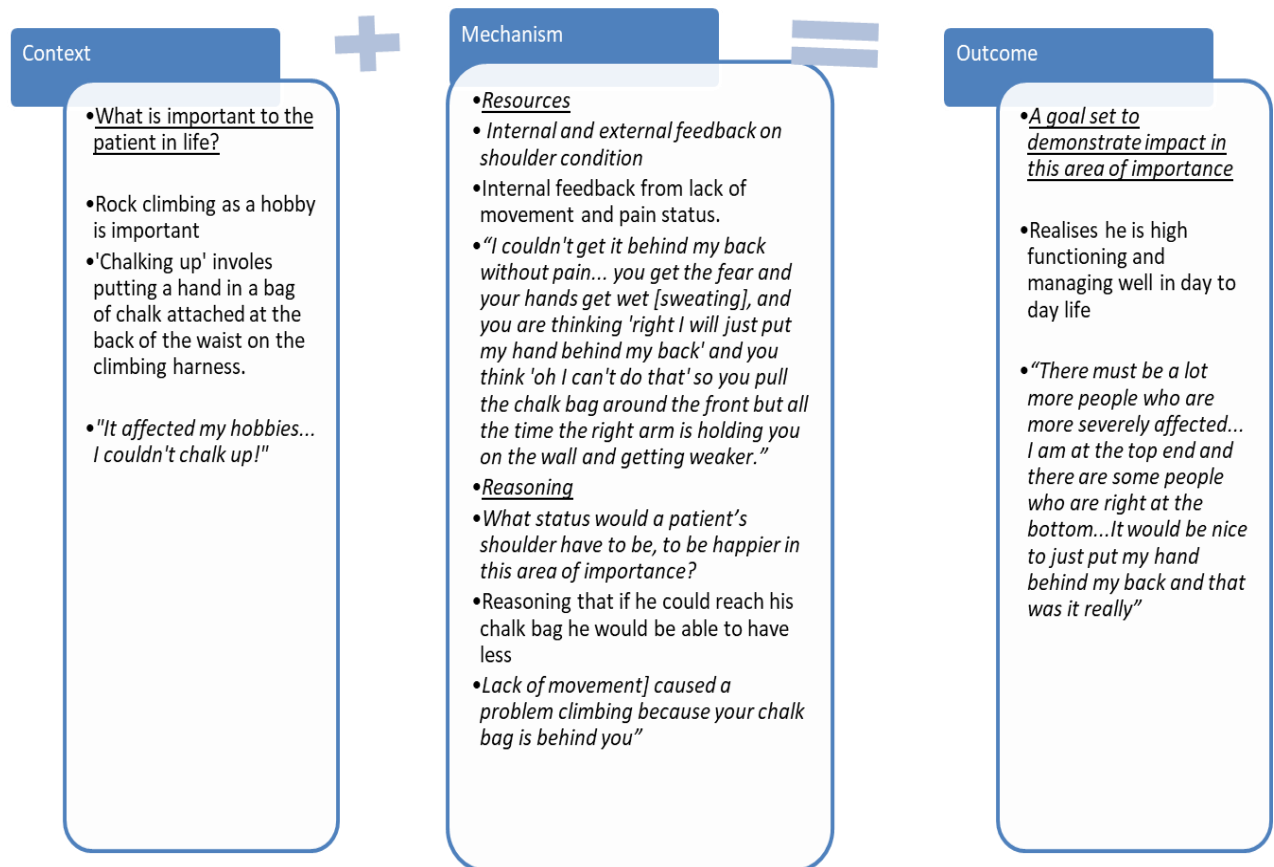 Context
•What is important to the
patient in life?
•Rock climbing as a hobby
is important
•'Chalking up' involes
putting a hand in a bag
of chalk attached at the
back of the waist on the
climbing harness.
•"It affected my hobbies...
I couldn't chalk up!"
Mechanism
•Resources
• Internal and external feedback on
shoulder condition
•Internal feedback from lack of
movement and pain status.
•“I couldn't get it behind my back
without pain... you get the fear and
your hands get wet [sweating], and
you are thinking 'right I will just put
my hand behind my back' and you
think 'oh I can't do that' so you pull
the chalk bag around the front but all
the time the right arm is holding you
on the wall and getting weaker.”
•Reasoning
•What status would a patient’s
shoulder have to be, to be happier in
this area of importance?
•Reasoning that if he could reach his
chalk bag he would be able to have
less
•Lack of movement] caused a
problem climbing because your chalk
bag is behind you”
Outcome
•A goal set to
demonstrate impact in
this area of importance
•Realises he is high
functioning and
managing well in day to
day life
•“There must be a lot
more people who are
more severely affected...
I am at the top end and
there are some people
who are right at the
bottom...It would be nice
to just put my hand
behind my back and that
was it really”